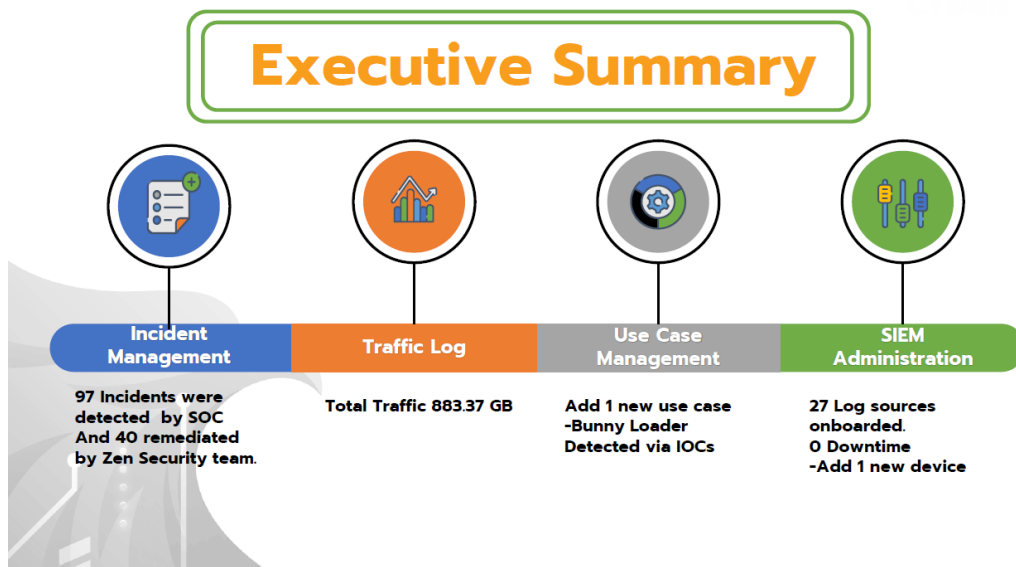 Executive Summary
Incident
Management
Traffic Log
Use Case
Management
SIEM
Administration
97 Incidents were
detected by SOC
And 40 remediated
by Zen Security team.
Total Traffic 883.37 GB
Add 1 new use case
-Bunny Loader
Detected via IOCs
27 Log sources
onboarded.
0 Downtime
-Add 1 new device